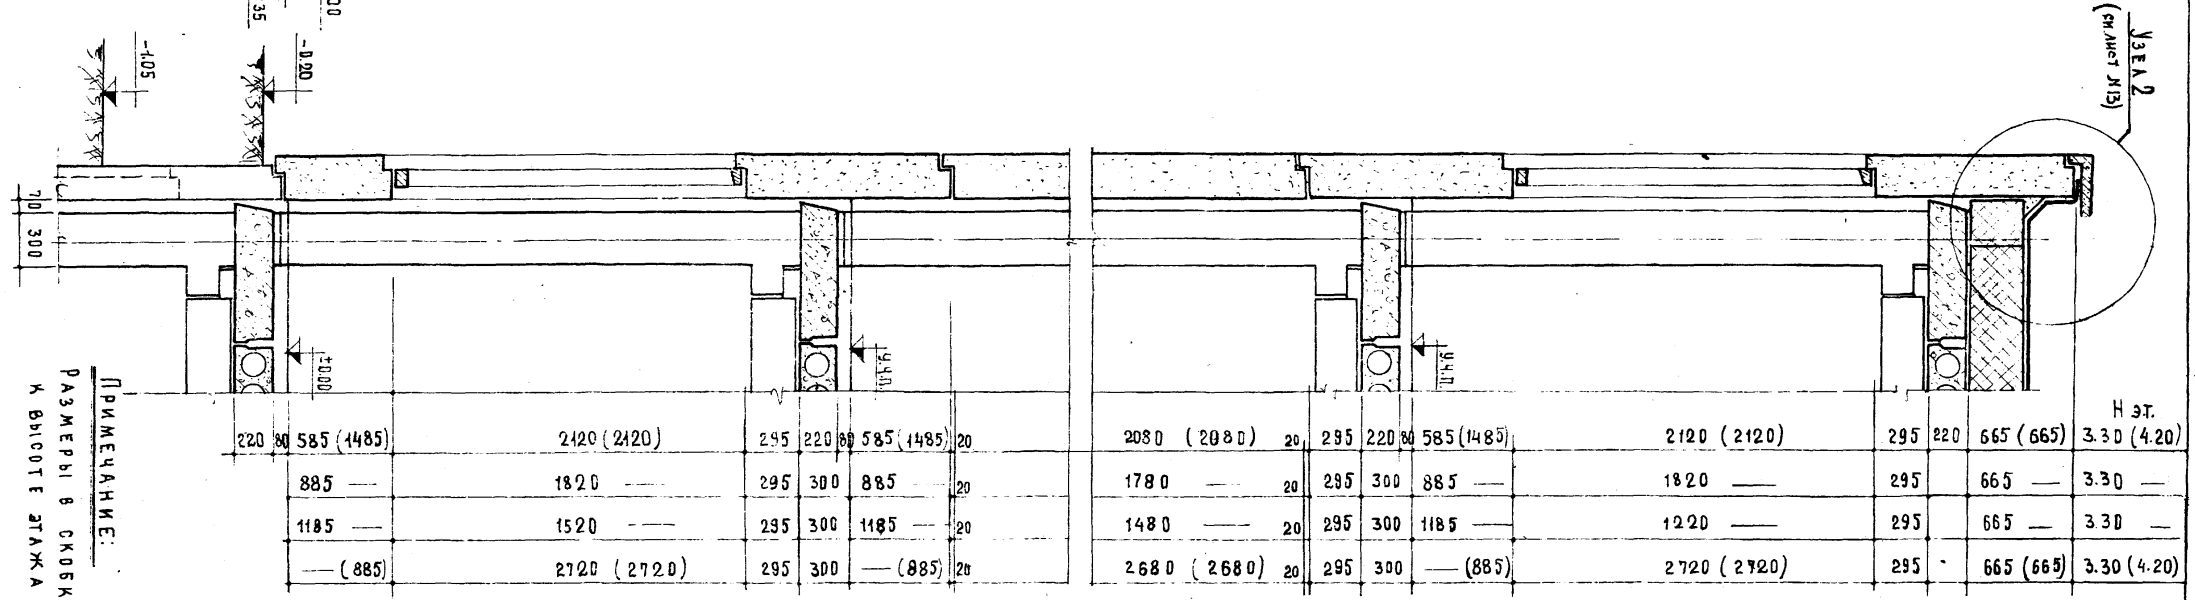 -1.05
35
00
-0.20
Узел 2
(см. лист N13)
70
300
±0.00
У.Ч.П.
У.Ч.П.
Н эт.
220 80 585 (1485) 2120 (2120) 295 220 80 585 (1485) 20 2080 (2080) 20 295 220 80 585 (1485) 2120 (2120) 295 220 665 (665) 3.30 (4.20)
885 — 1820 — 295 300 885 — 20 1780 — 20 295 300 885 — 1820 — 295 665 — 3.30 —
1185 — 1520 — 295 300 1185 — 20 1480 — 20 295 300 1185 — 1220 — 295 665 — 3.30 —
— (885) 2720 (2720) 295 300 — (885) 20 2680 (2680) 20 295 300 — (885) 2720 (2720) 295 665 (665) 3.30 (4.20)
ПРИМЕЧАНИЕ:
РАЗМЕРЫ В СКОБК
К ВЫСОТЕ ЭТАЖА